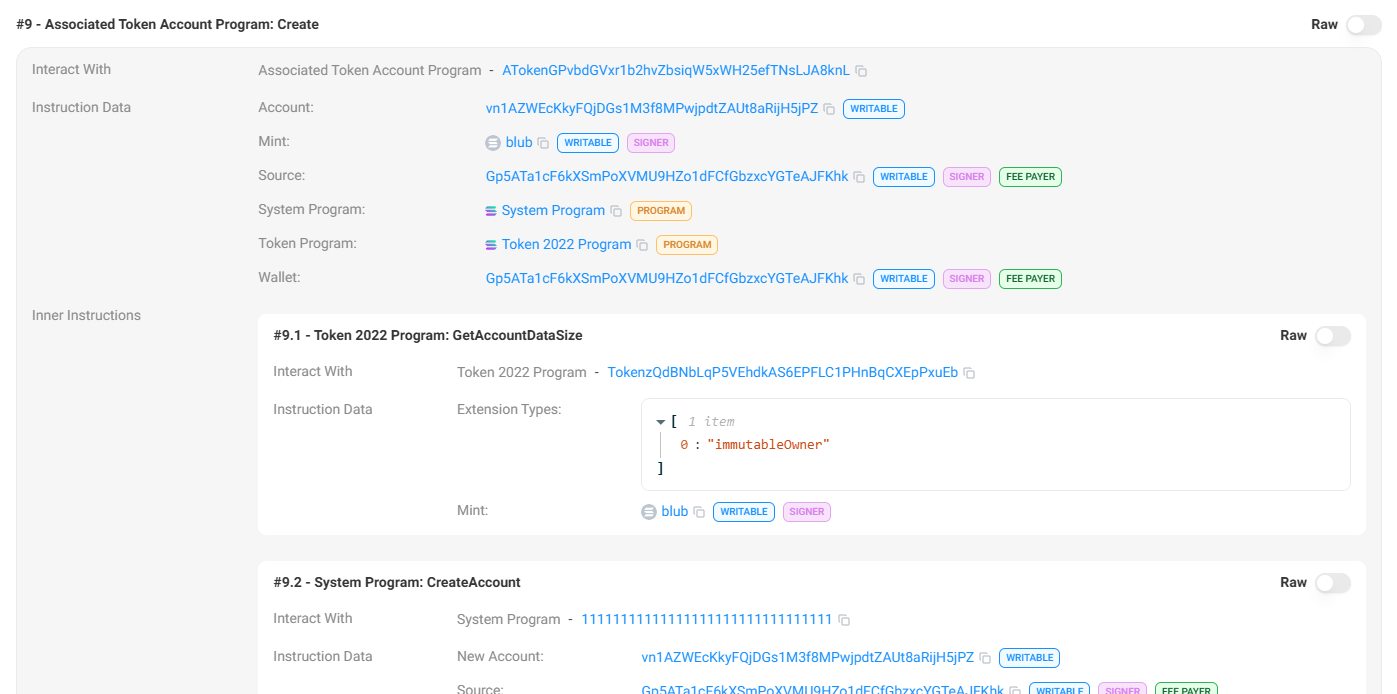 #9 - Associated Token Account Program: Create Raw
Interact With Associated Token Account Program - ATokenGPvbdGVxr1b2hvZbsiqW5xWH25efTNsLJA8knL
Instruction Data Account: vn1AZWEcKkyFQjDGs1M3f8MPwjpdtZAUt8aRijH5jPZ WRITABLE
Mint: blub WRITABLE SIGNER
Source: Gp5ATa1cF6kXSmPoXVMU9HZo1dFCfGbzxcYGTeAJFKhk WRITABLE SIGNER FEE PAYER
System Program: System Program PROGRAM
Token Program: Token 2022 Program PROGRAM
Wallet: Gp5ATa1cF6kXSmPoXVMU9HZo1dFCfGbzxcYGTeAJFKhk WRITABLE SIGNER FEE PAYER
Inner Instructions
#9.1 - Token 2022 Program: GetAccountDataSize Raw
Interact With Token 2022 Program - TokenzQdBNbLqP5VEhdkAS6EPFLC1PHnBqCXEpPxuEb
Instruction Data Extension Types: [ 1 item
0 : "immutableOwner"
]
Mint: blub WRITABLE SIGNER
#9.2 - System Program: CreateAccount Raw
Interact With System Program - 11111111111111111111111111111111
Instruction Data New Account: vn1AZWEcKkyFQjDGs1M3f8MPwjpdtZAUt8aRijH5jPZ WRITABLE
Source: Gp5ATa1cF6kXSmPoXVMU9HZo1dFCfGbzxcYGTeAJFKhk WRITABLE SIGNER FEE PAYER